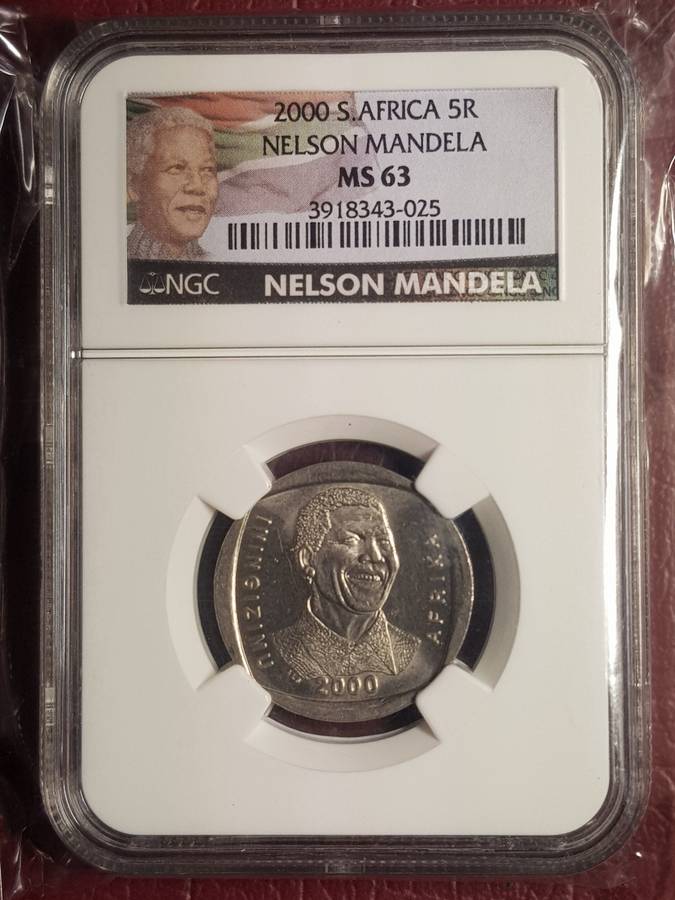 2000 S.AFRICA 5R
NELSON MANDELA
MS 63
3918343-025
NGC NELSON MANDELA
ININGIZIMU
AFRIKA
2000